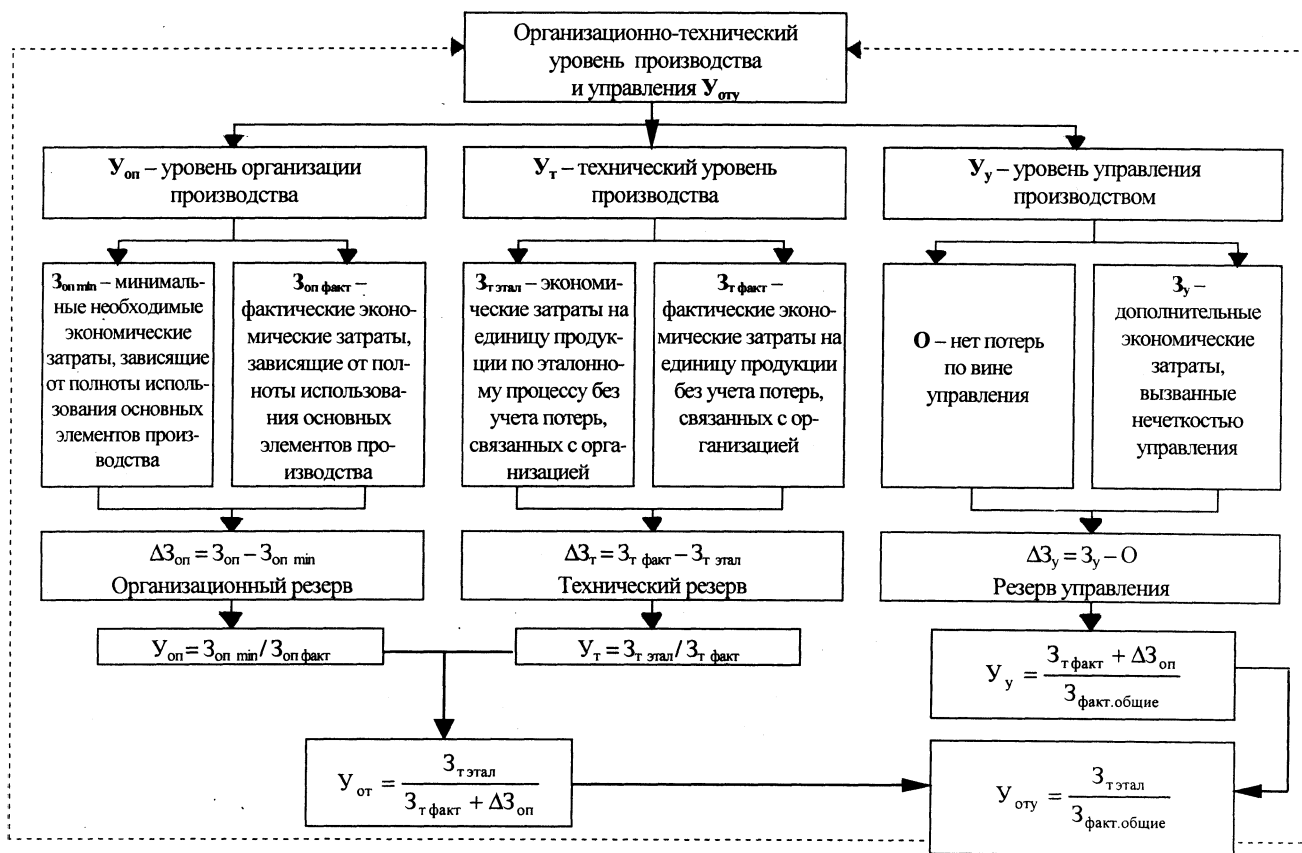 Организационно-технический
уровень производства
и управления Уоту
Уоп – уровень организации
производства
Ут – технический уровень
производства
Уу – уровень управления
производством
Зоп min – минималь-
ные необходимые
экономические
затраты, зависящие
от полноты исполь-
зования основных
элементов произ-
водства
Зоп факт –
фактические эконо-
мические затраты,
зависящие от пол-
ноты использова-
ния основных
элементов про-
изводства
Зт этал – экономи-
ческие затраты на
единицу продук-
ции по эталонно-
му процессу без
учета потерь,
связанных с орга-
низацией
Зт факт –
фактические эконо-
мические затраты на
единицу продукции
без учета потерь,
связанных с ор-
ганизацией
О – нет потерь
по вине
управления
Зу –
дополнительные
экономические
затраты,
вызванные
нечеткостью
управления
ΔЗоп = Зоп – Зоп min
Организационный резерв
ΔЗт = Зт факт – Зт этал
Технический резерв
ΔЗу = Зу – О
Резерв управления
Уоп = Зоп min / Зоп факт
Ут = Зт этал / Зт факт
Уу = Зт факт + ΔЗоп
Зфакт.общие
Уот = Зт этал
Зт факт + ΔЗоп
Уоту = Зт этал
Зфакт.общие